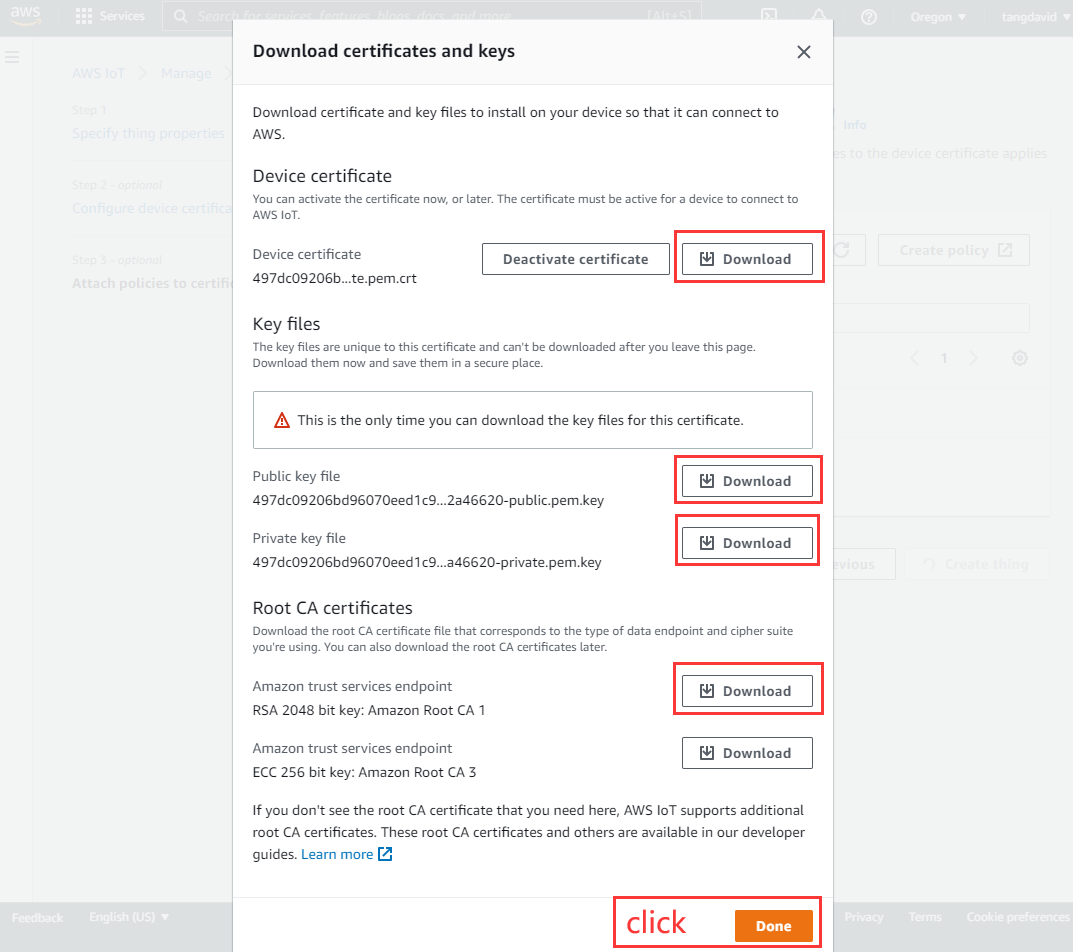 aws
Services
Search for services, features, blogs, docs, and more
[Alt+S]
Oregon
tangdavid
AWS IoT
Manage
Step 1
Specify thing properties
Step 2 - optional
Configure device certifica
Step 3 - optional
Attach policies to certific
Info
es to the device certificate applies
Create policy
1
evious
Create thing
Download certificates and keys
Download certificate and key files to install on your device so that it can connect to
AWS.
Device certificate
You can activate the certificate now, or later. The certificate must be active for a device to connect to
AWS IoT.
Device certificate
497dc09206b...te.pem.crt
Deactivate certificate
Download
Key files
The key files are unique to this certificate and can't be downloaded after you leave this page.
Download them now and save them in a secure place.
This is the only time you can download the key files for this certificate.
Public key file
497dc09206bd96070eed1c9...2a46620-public.pem.key
Download
Private key file
497dc09206bd96070eed1c9...a46620-private.pem.key
Download
Root CA certificates
Download the root CA certificate file that corresponds to the type of data endpoint and cipher suite
you're using. You can also download the root CA certificates later.
Amazon trust services endpoint
RSA 2048 bit key: Amazon Root CA 1
Download
Amazon trust services endpoint
ECC 256 bit key: Amazon Root CA 3
Download
If you don't see the root CA certificate that you need here, AWS IoT supports additional
root CA certificates. These root CA certificates and others are available in our developer
guides. Learn more
click
Done
Feedback
English (US)
Privacy
Terms
Cookie preferences